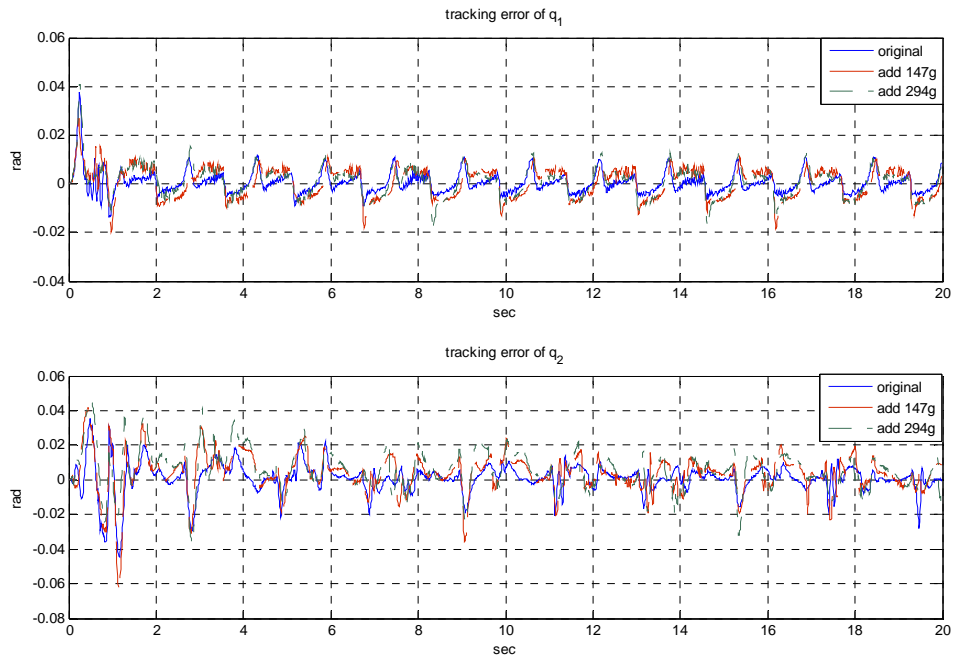 tracking error of q1
0.06
0.04
0.02
0
-0.02
-0.04
rad
original
add 147g
add 294g
0 2 4 6 8 10 12 14 16 18 20
sec
tracking error of q2
0.06
0.04
0.02
0
-0.02
-0.04
-0.06
-0.08
rad
original
add 147g
add 294g
0 2 4 6 8 10 12 14 16 18 20
sec